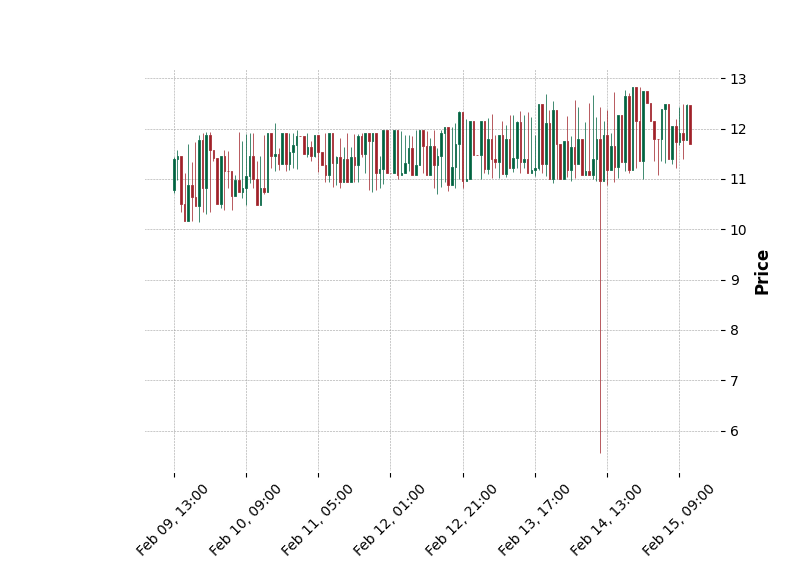 13
12
11
10
9
8
7
6
Price
Feb 09, 13:00
Feb 10, 09:00
Feb 11, 05:00
Feb 12, 01:00
Feb 12, 21:00
Feb 13, 17:00
Feb 14, 13:00
Feb 15, 09:00